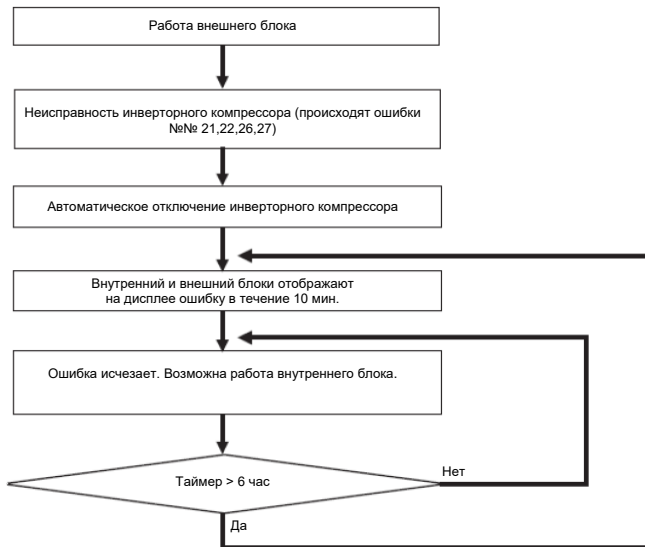 Работа внешнего блока
Неисправность инверторного компрессора (происходят ошибки
№№ 21,22,26,27)
Автоматическое отключение инверторного компрессора
Внутренний и внешний блоки отображают
на дисплее ошибку в течение 10 мин.
Ошибка исчезает. Возможна работа внутреннего блока.
Таймер > 6 час
Нет
Да